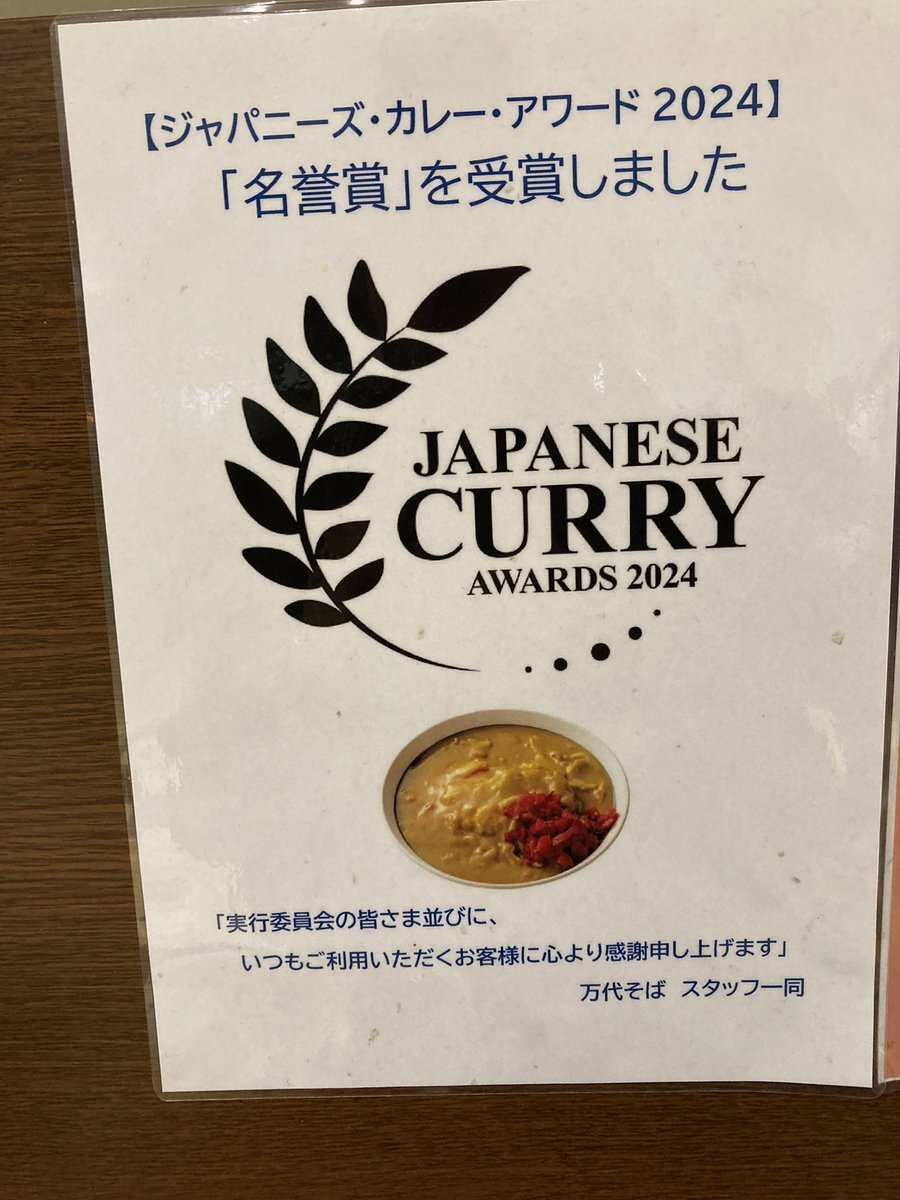 【ジャパニーズ・カレー・アワード 2024】
「名誉賞」を受賞しました
JAPANESE
CURRY
AWARDS 2024
「実行委員会の皆さま並びに、
いつもご利用いただくお客様に心より感謝申し上げます」
万代そば スタッフ一同